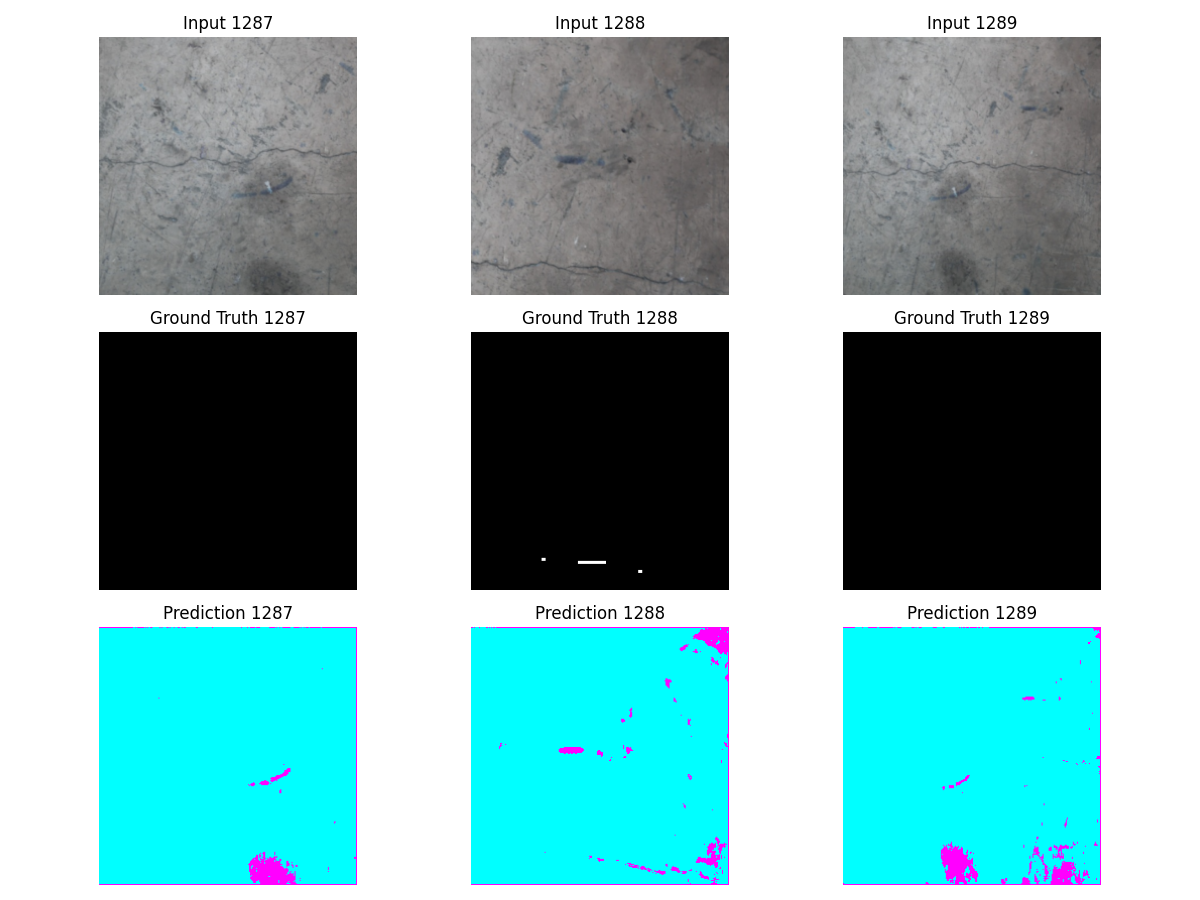 Input 1287
Input 1288
Input 1289
Ground Truth 1287
Ground Truth 1288
Ground Truth 1289
Prediction 1287
Prediction 1288
Prediction 1289